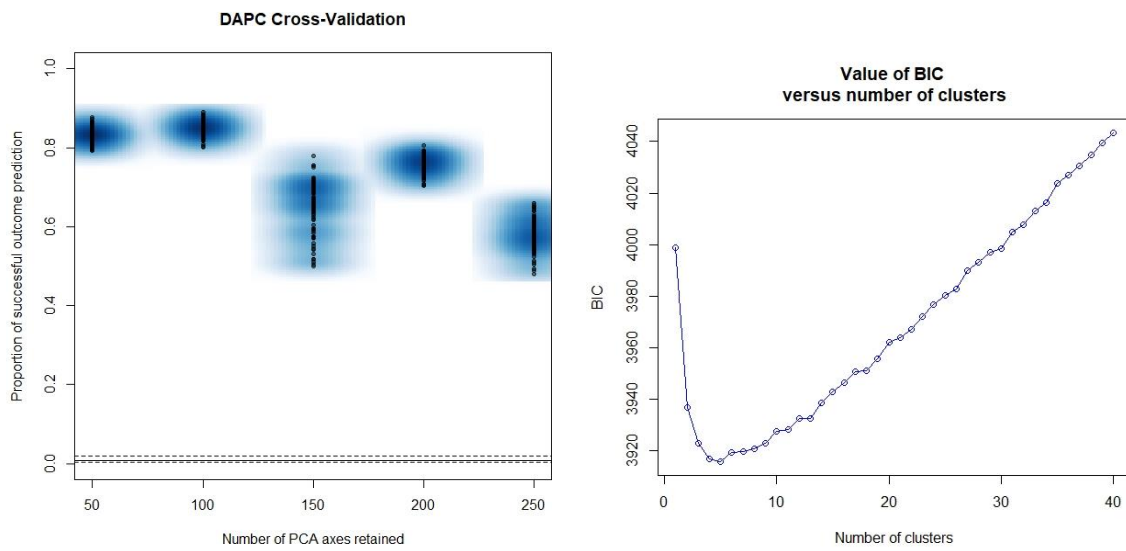 DAPC Cross-Validation
Proportion of successful outcome prediction
1.0
0.8
0.6
0.4
0.2
0.0
50 100 150 200 250
Number of PCA axes retained
Value of BIC
versus number of clusters
BIC
4040
4020
4000
3980
3960
3940
3920
0 10 20 30 40
Number of clusters